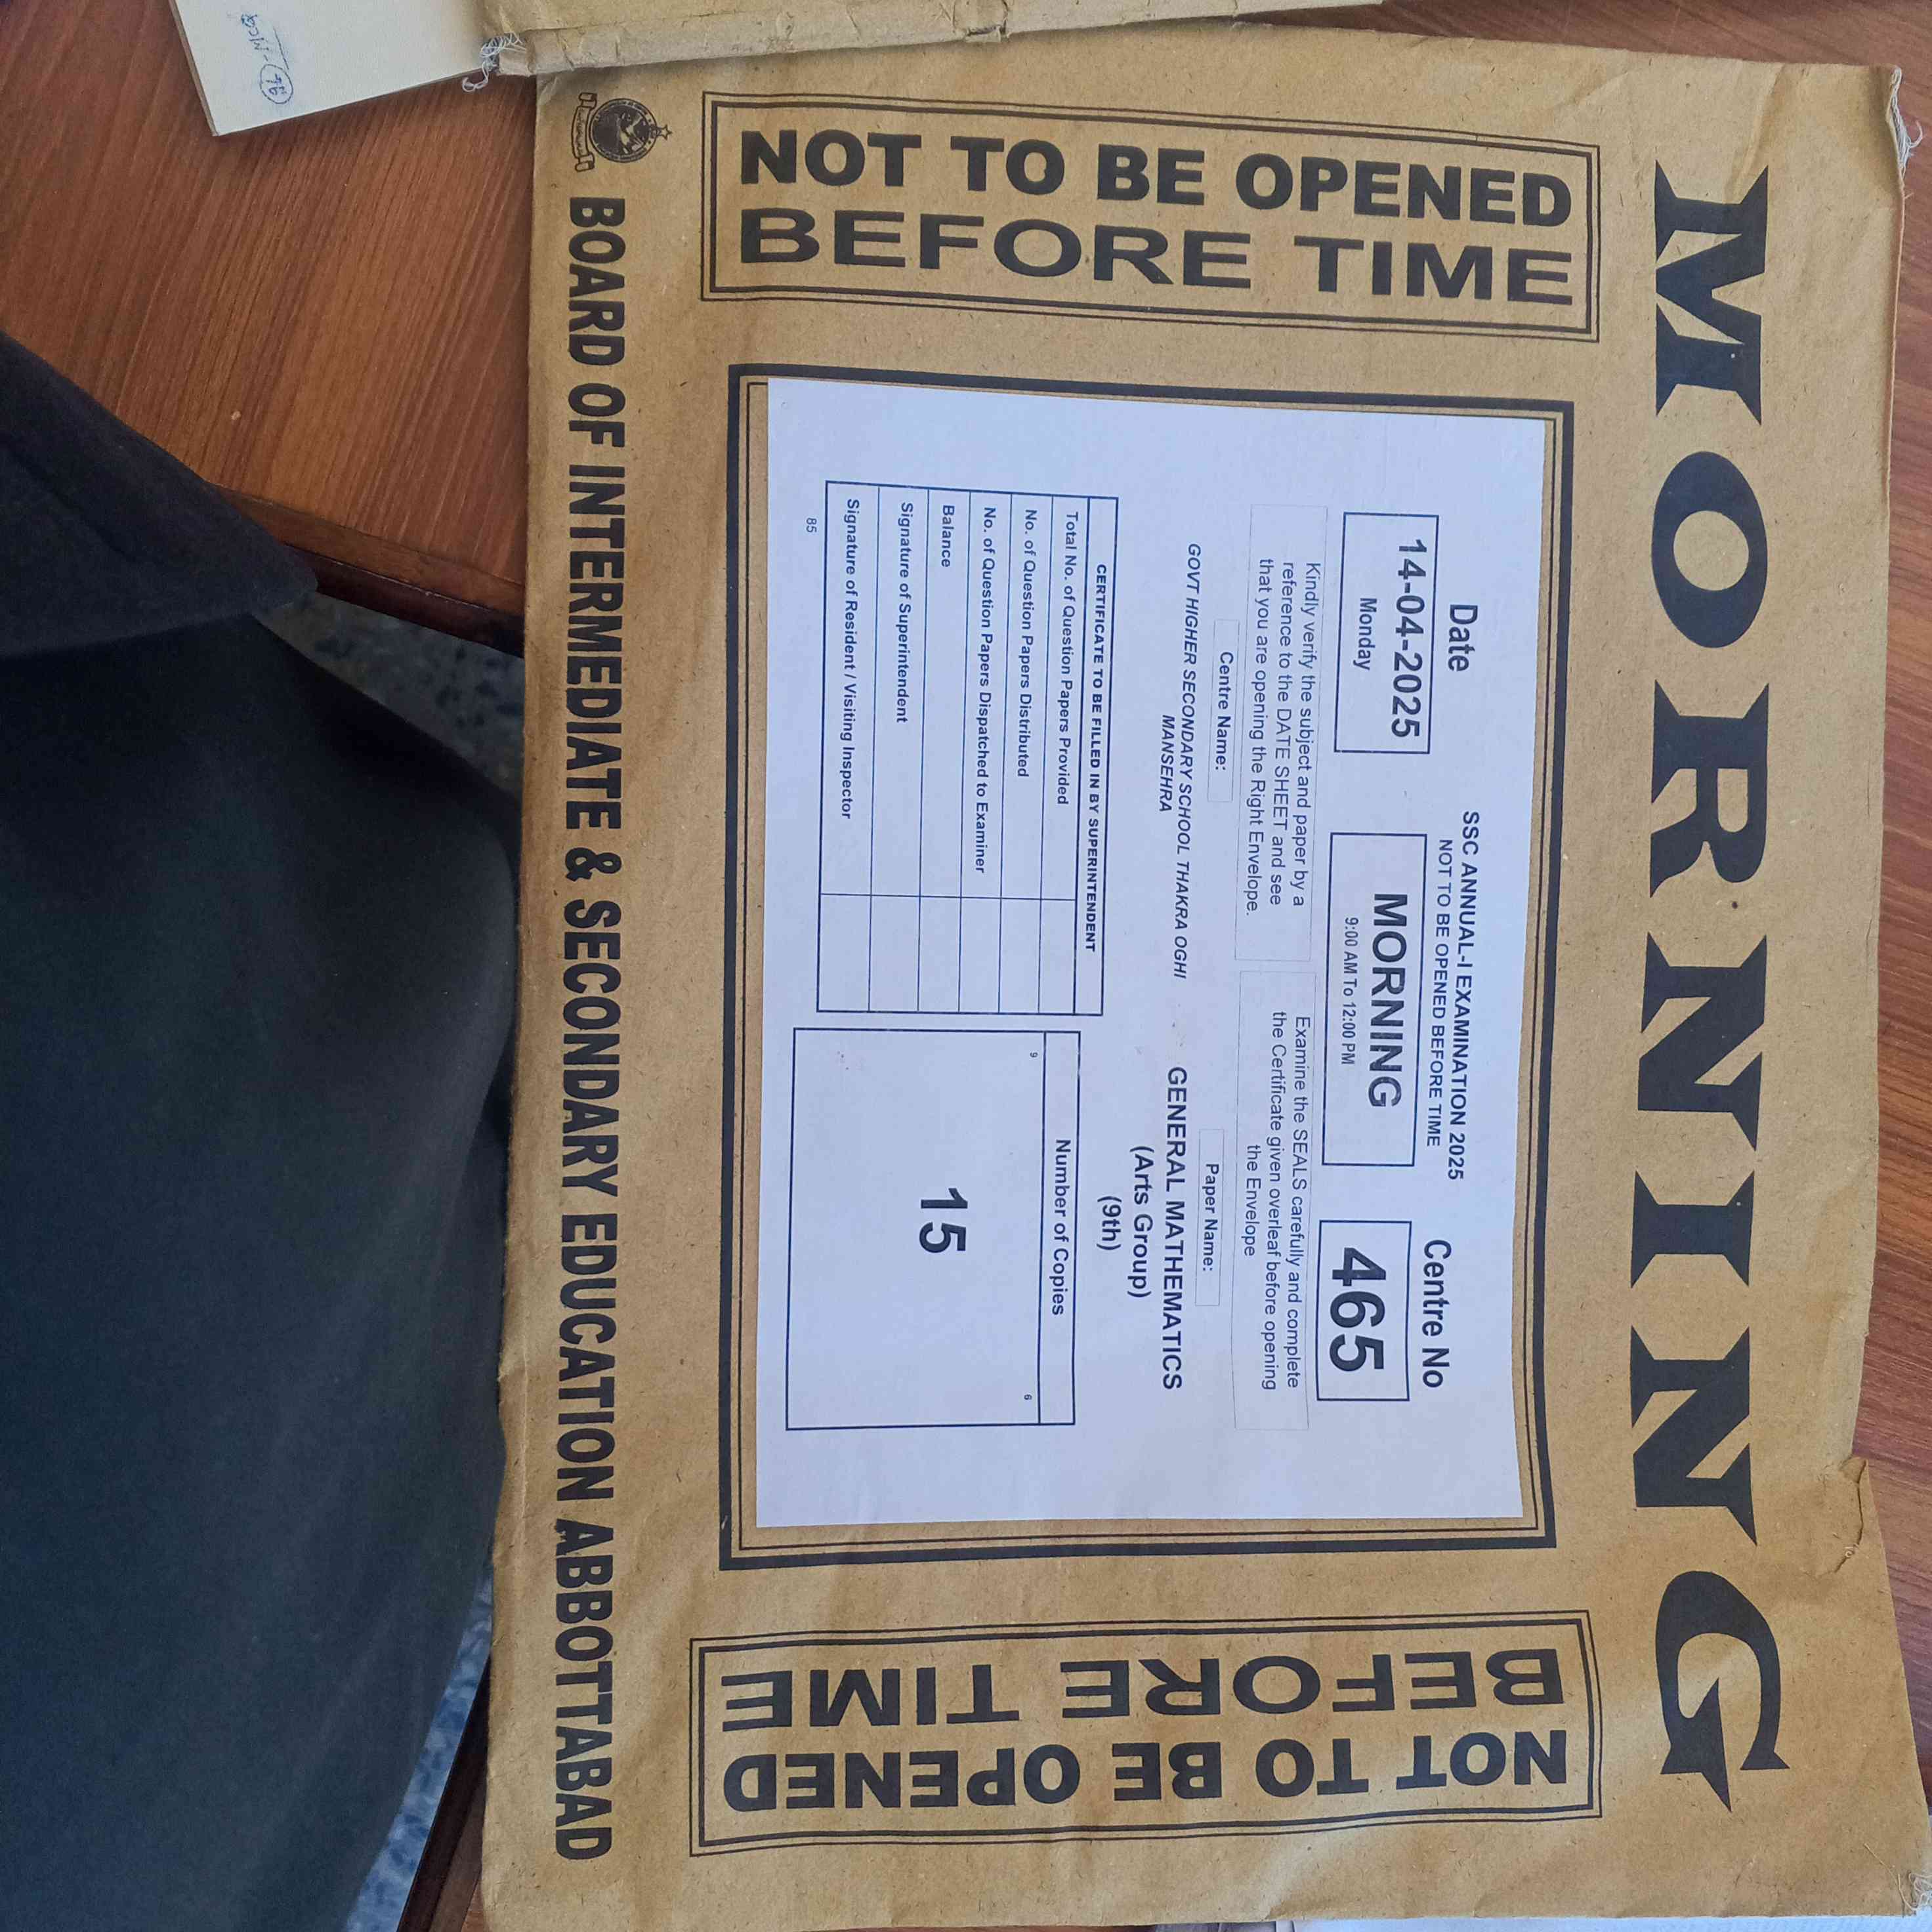 MORNING
NOT TO BE OPENED
BEFORE TIME
SSC ANNUAL-I EXAMINATION 2025
NOT TO BE OPENED BEFORE TIME
Date
14-04-2025
Monday
MORNING
9:00 AM To 12:00 PM
Centre No
465
Kindly verify the subject and paper by a
reference to the DATE SHEET and see
that you are opening the Right Envelope.
Examine the SEALS carefully and complete
the Certificate given overleaf before opening
the Envelope
Centre Name:
GOVT HIGHER SECONDARY SCHOOL THAKRA OGHI
MANSEHRA
Paper Name:
GENERAL MATHEMATICS
(Arts Group)
(9th)
CERTIFICATE TO BE FILLED IN BY SUPERINTENDENT
Total No. of Question Papers Provided
No. of Question Papers Distributed
No. of Question Papers Dispatched to Examiner
Balance
Signature of Superintendent
Signature of Resident / Visiting Inspector
85
Number of Copies
9
6
15
NOT TO BE OPENED
BEFORE TIME
BOARD OF INTERMEDIATE & SECONDARY EDUCATION ABBOTTABAD